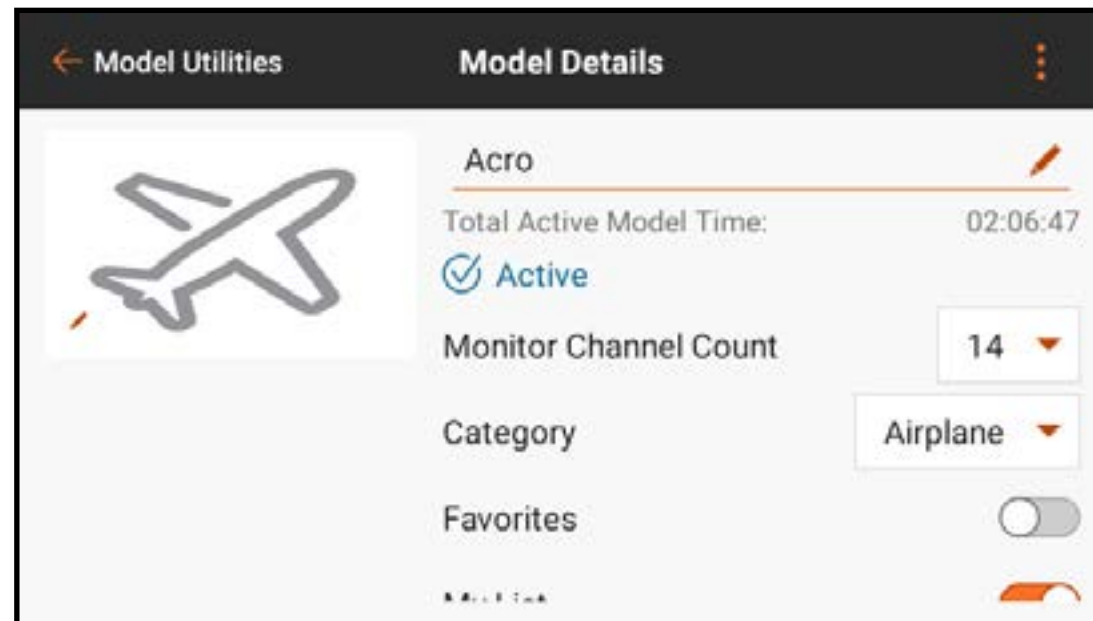 Model Utilities
Model Details
Acro
Total Active Model Time: 02:06:47
Active
Monitor Channel Count 14
Category Airplane
Favorites